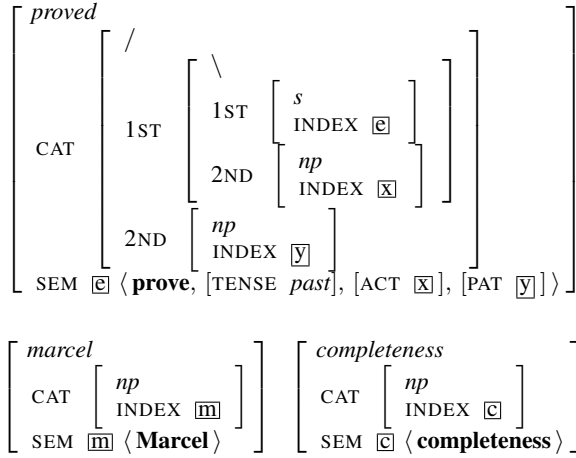 proved
/
\
1ST s
INDEX e
1ST
CAT
2ND np
INDEX x
2ND np
INDEX y
SEM e ⟨ prove, [TENSE past], [ACT x ], [PAT y ] ⟩
marcel
CAT np
INDEX m
SEM m ⟨ Marcel ⟩
completeness
CAT np
INDEX c
SEM c ⟨ completeness ⟩